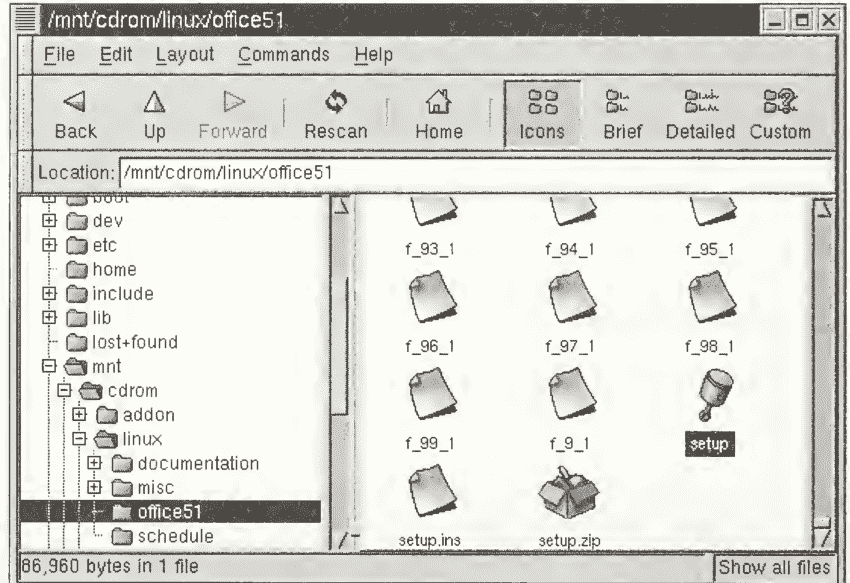 /mnt/cdrom/linux/office51
File Edit Layout Commands Help
Back Up Forward Rescan Home Icons Brief Detailed Custom
Location: /mnt/cdrom/linux/office51
boot
dev
etc
home
include
lib
lost+found
mnt
cdrom
addon
linux
documentation
misc
office51
schedule
f_93_1 f_94_1 f_95_1
f_96_1 f_97_1 f_98_1
f_99_1 f_9_1 setup
setup.ins setup.zip
86,960 bytes in 1 file Show all files